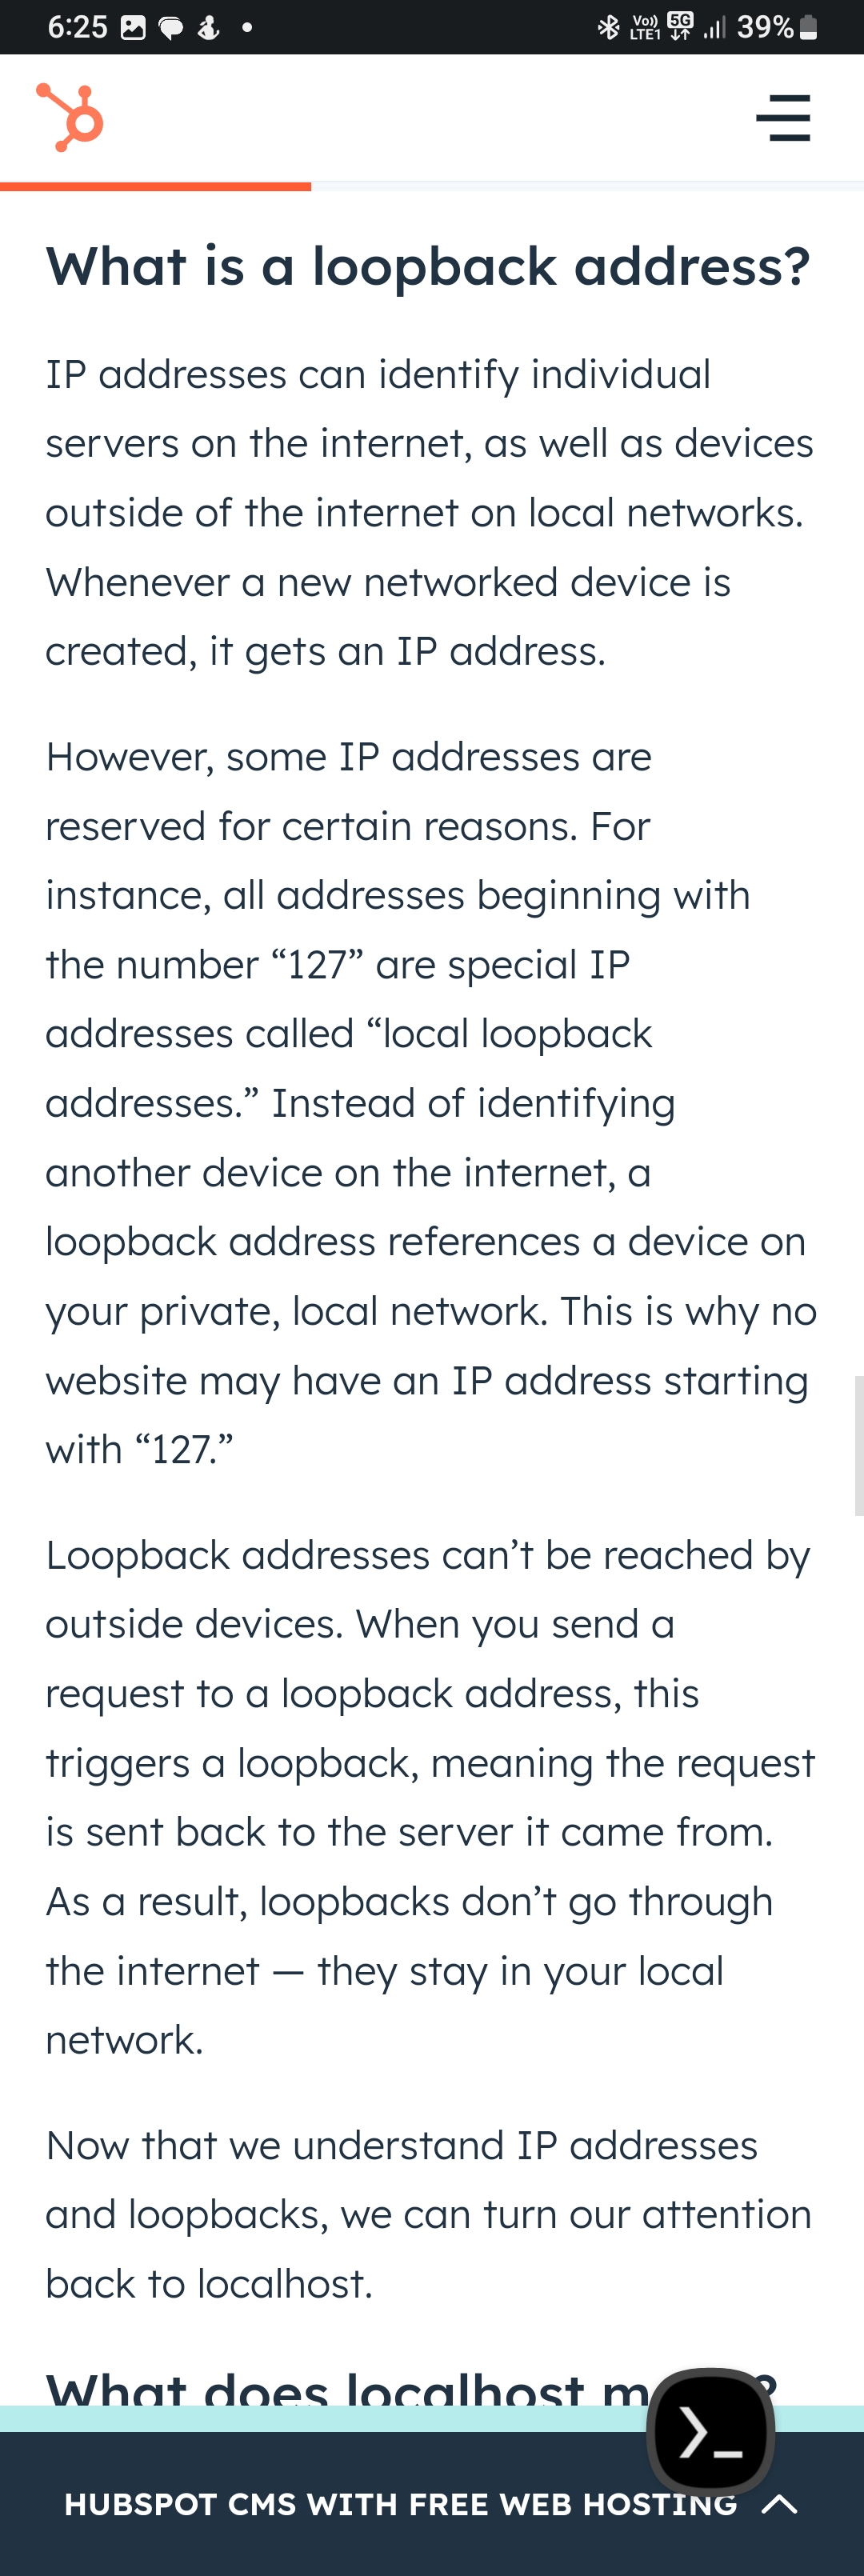 6:25
Vo)) LTE1 5G 39%
What is a loopback address?
IP addresses can identify individual
servers on the internet, as well as devices
outside of the internet on local networks.
Whenever a new networked device is
created, it gets an IP address.
However, some IP addresses are
reserved for certain reasons. For
instance, all addresses beginning with
the number “127” are special IP
addresses called “local loopback
addresses.” Instead of identifying
another device on the internet, a
loopback address references a device on
your private, local network. This is why no
website may have an IP address starting
with “127.”
Loopback addresses can’t be reached by
outside devices. When you send a
request to a loopback address, this
triggers a loopback, meaning the request
is sent back to the server it came from.
As a result, loopbacks don’t go through
the internet — they stay in your local
network.
Now that we understand IP addresses
and loopbacks, we can turn our attention
back to localhost.
What does localhost m ?
>_
HUBSPOT CMS WITH FREE WEB HOSTING